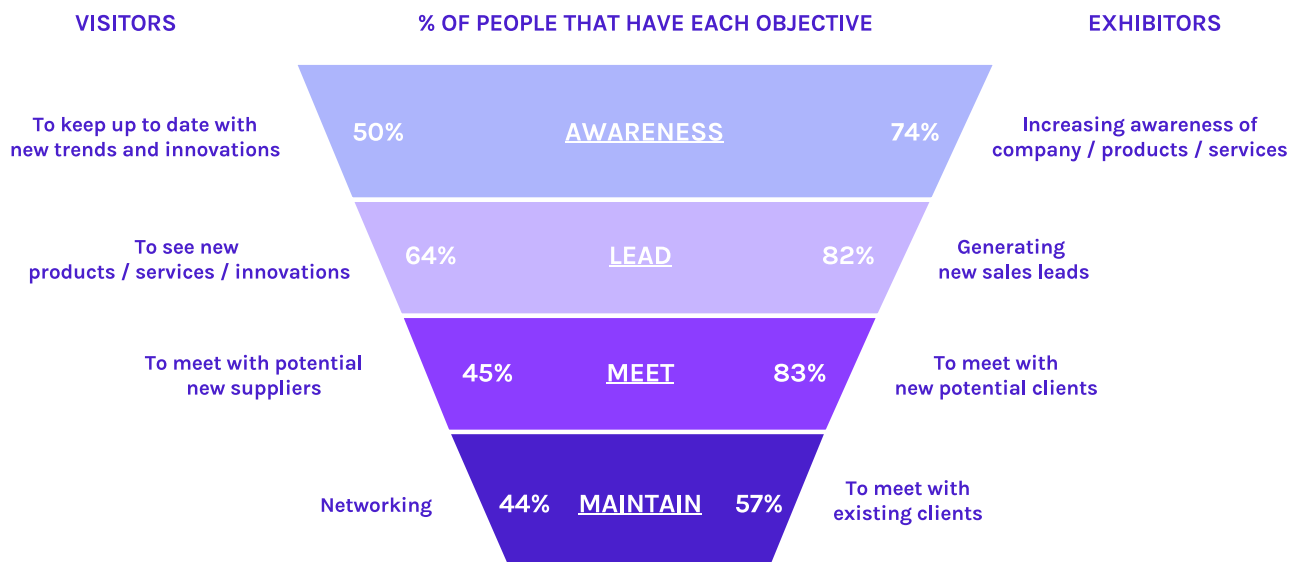 VISITORS
% OF PEOPLE THAT HAVE EACH OBJECTIVE
EXHIBITORS
To keep up to date with
new trends and innovations
50%
AWARENESS
74%
Increasing awareness of
company / products / services
To see new
products / services / innovations
64%
LEAD
82%
Generating
new sales leads
To meet with potential
new suppliers
45%
MEET
83%
To meet with
new potential clients
Networking
44%
MAINTAIN
57%
To meet with
existing clients